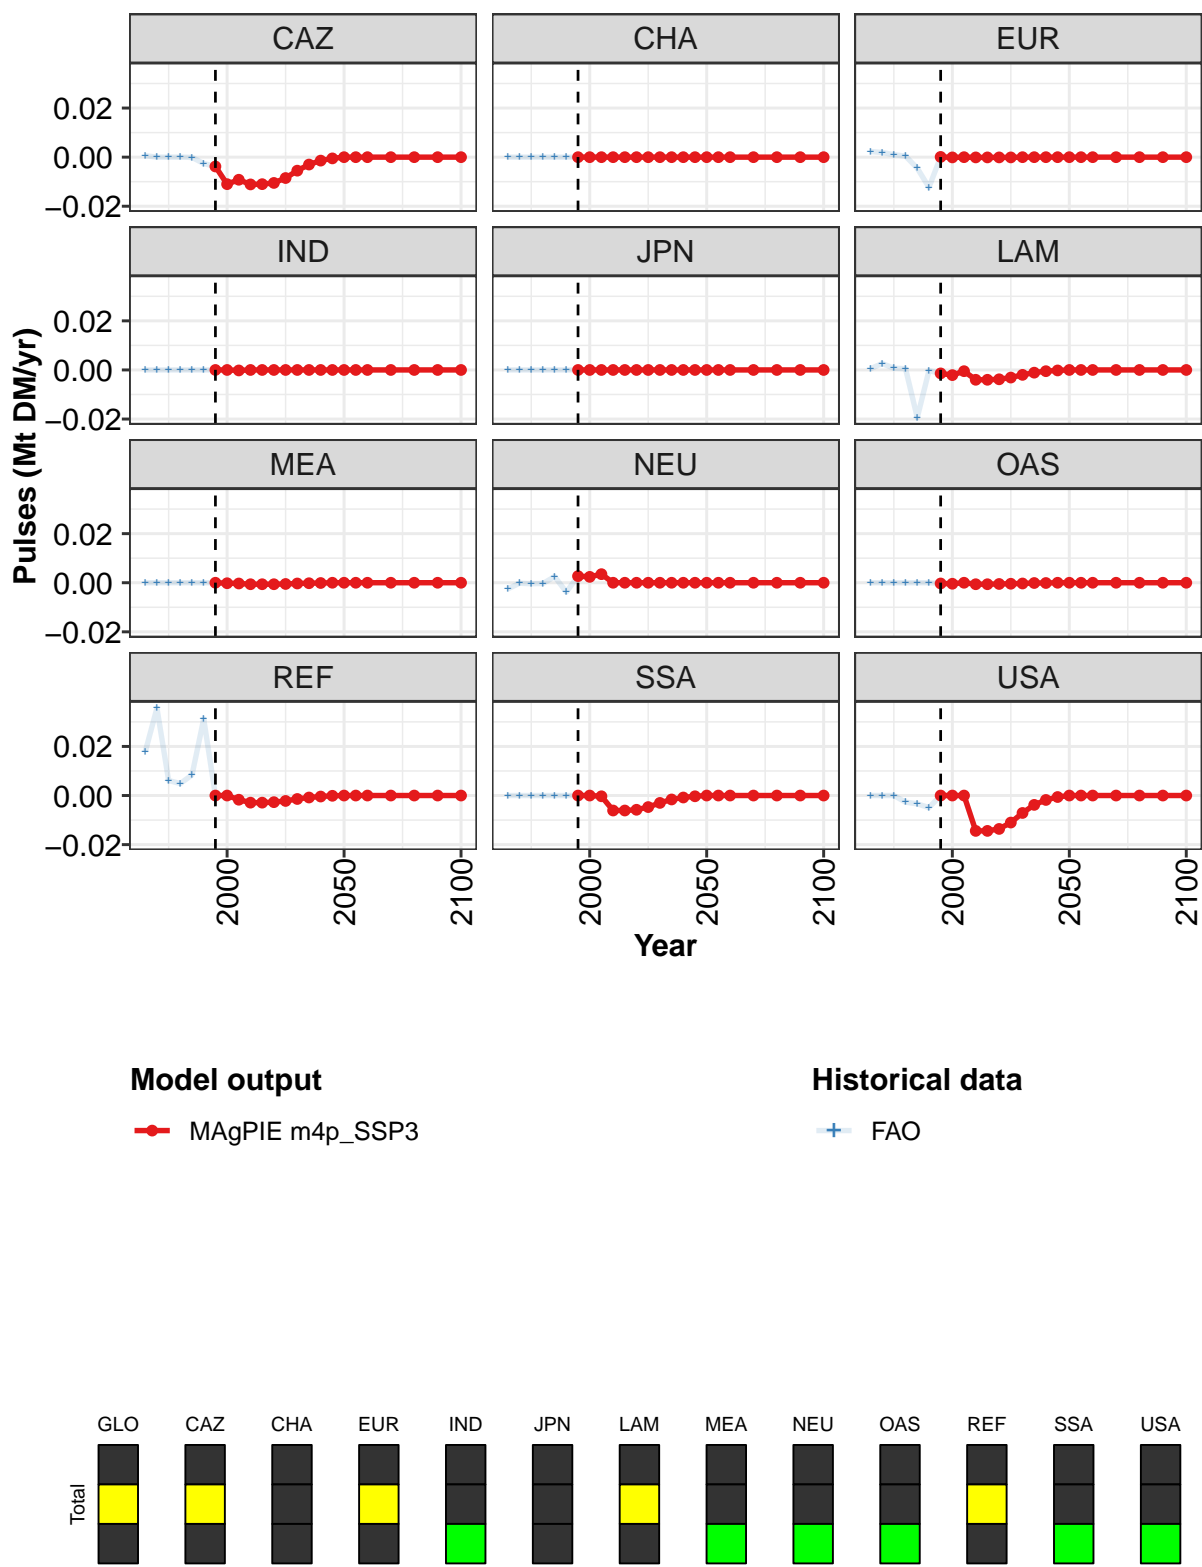 CAZ CHA EUR
0.02
0.00
−0.02
IND JPN LAM
0.02
0.00
−0.02
MEA NEU OAS
0.02
0.00
−0.02
REF SSA USA
0.02
0.00
−0.02
Pulses (Mt DM/yr)
2000 2050 2100 2000 2050 2100 2000 2050 2100
Year
Model output Historical data
MAgPIE m4p_SSP3 FAO
GLO CAZ CHA EUR IND JPN LAM MEA NEU OAS REF SSA USA
Total